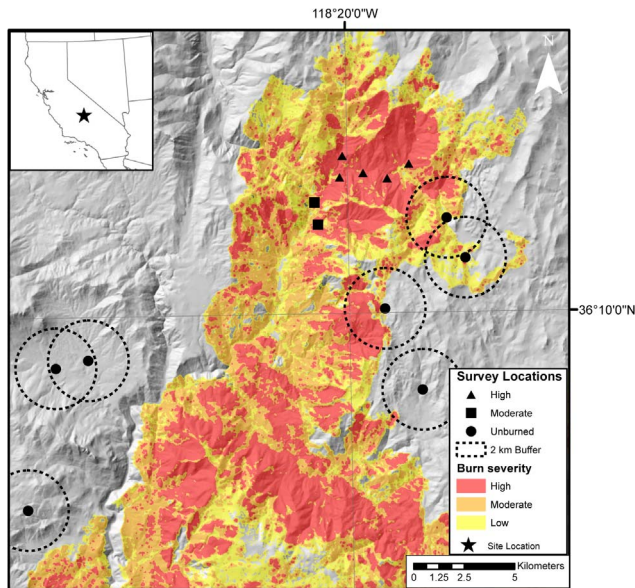 118°20'0"W
N
36°10'0"N
Survey Locations
High
Moderate
Unburned
2 km Buffer
Burn severity
High
Moderate
Low
Site Location
Kilometers
0 1.25 2.5 5